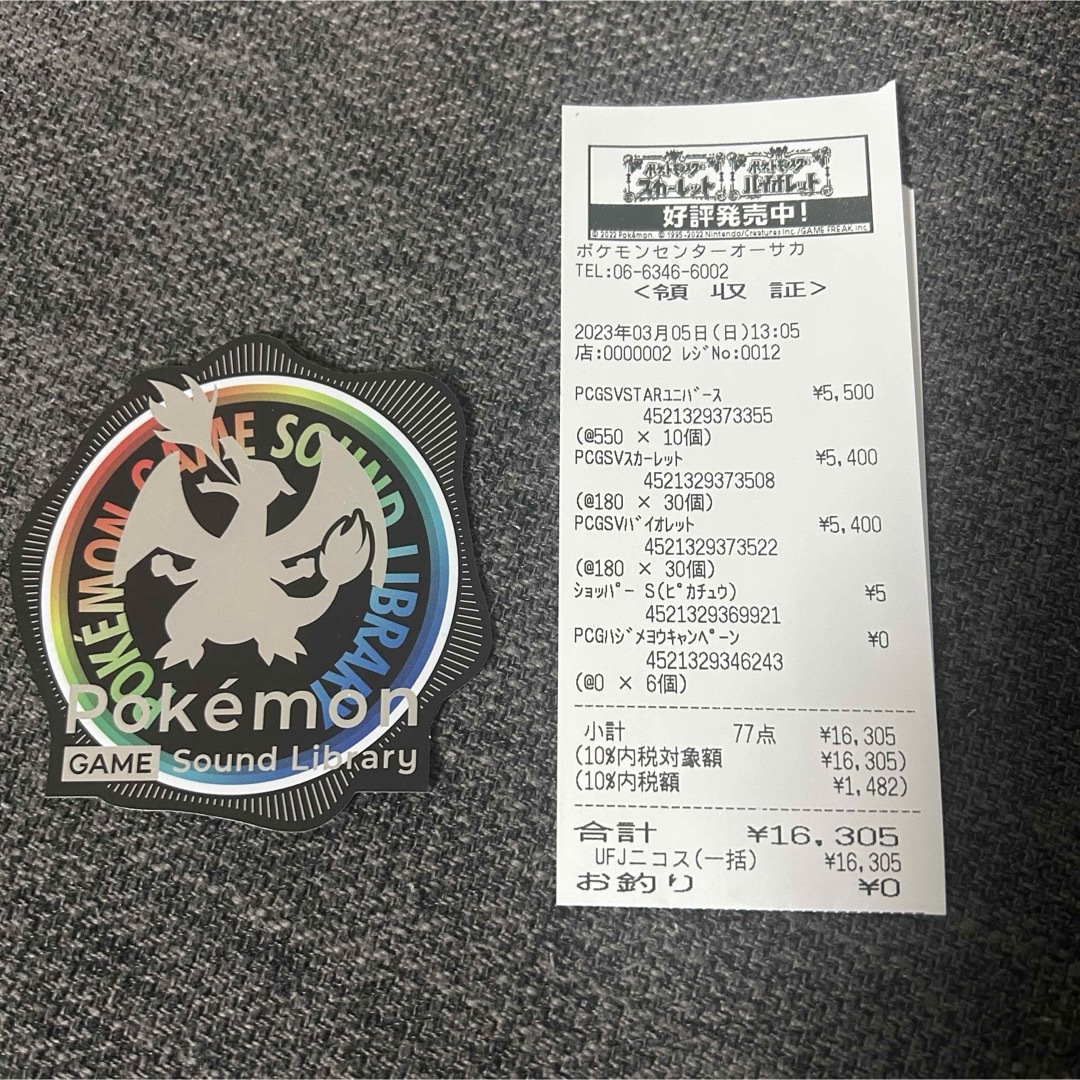 POKÉMON GAME SOUND LIBRARY
Pokémon
GAME Sound Library
ポケットモンスター
スカーレット
ポケットモンスター
バイオレット
好評発売中!
©2022 Pokémon. ©1995-2022 Nintendo/Creatures Inc./GAME FREAK inc.
ポケモンセンターオーサカ
TEL:06-6346-6002
<領 収 証>
2023年03月05日(日)13:05
店:0000002 ﾚｼﾞNo:0012
PCGSVSTARﾕﾆﾊﾞｰｽ ¥5,500
4521329373355
(@550 × 10個)
PCGSVｽｶｰﾚｯﾄ ¥5,400
4521329373508
(@180 × 30個)
PCGSVﾊﾞｲｵﾚｯﾄ ¥5,400
4521329373522
(@180 × 30個)
ｼｮｯﾊﾟｰ S(ﾋﾟｶﾁｭｳ) ¥5
4521329369921
PCGﾊｼﾞﾒﾖｳｷｬﾝﾍﾟｰﾝ ¥0
4521329346243
(@0 × 6個)
小計 77点 ¥16,305
(10%内税対象額 ¥16,305)
(10%内税額 ¥1,482)
合計 ¥16,305
UFJニコス(一括) ¥16,305
お釣り ¥0